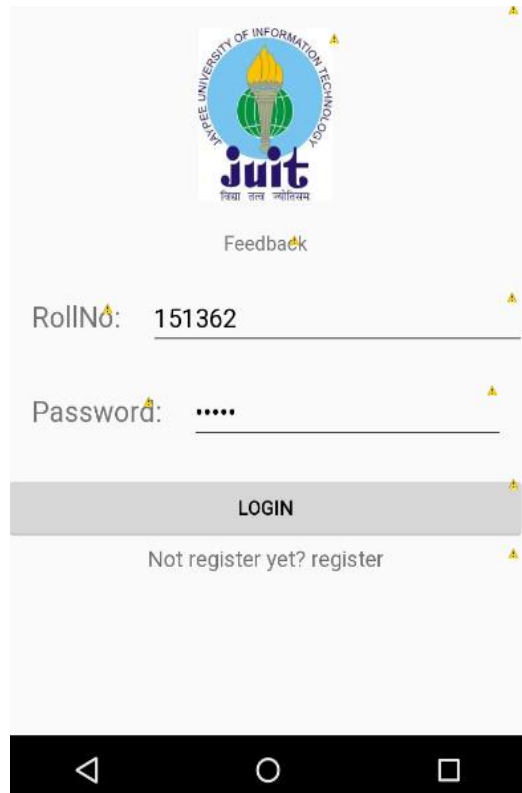 JAYPEE UNIVERSITY OF INFORMATION TECHNOLOGY
juit
विद्या तत्व ज्योतिसम
Feedback
RollNo: 151362
Password: •••••
LOGIN
Not register yet? register